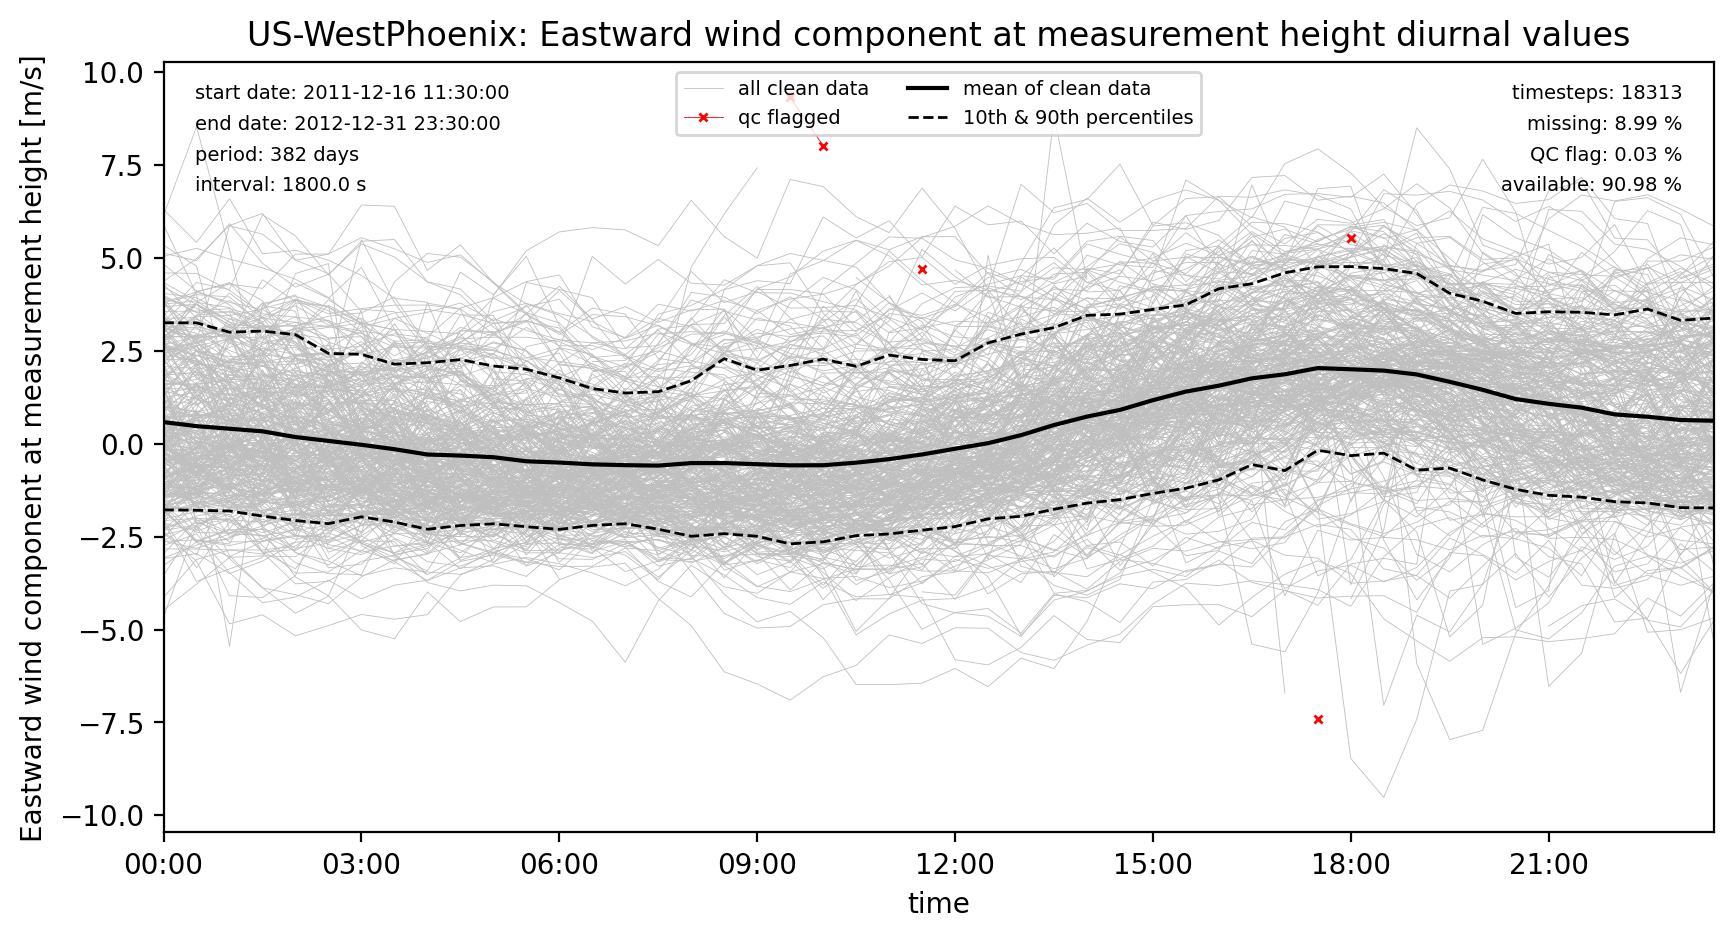 US-WestPhoenix: Eastward wind component at measurement height diurnal values
Eastward wind component at measurement height [m/s]
10.0
7.5
5.0
2.5
0.0
−2.5
−5.0
−7.5
−10.0
start date: 2011-12-16 11:30:00
end date: 2012-12-31 23:30:00
period: 382 days
interval: 1800.0 s
all clean data
qc flagged
mean of clean data
10th & 90th percentiles
timesteps: 18313
missing: 8.99 %
QC flag: 0.03 %
available: 90.98 %
00:00 03:00 06:00 09:00 12:00 15:00 18:00 21:00
time